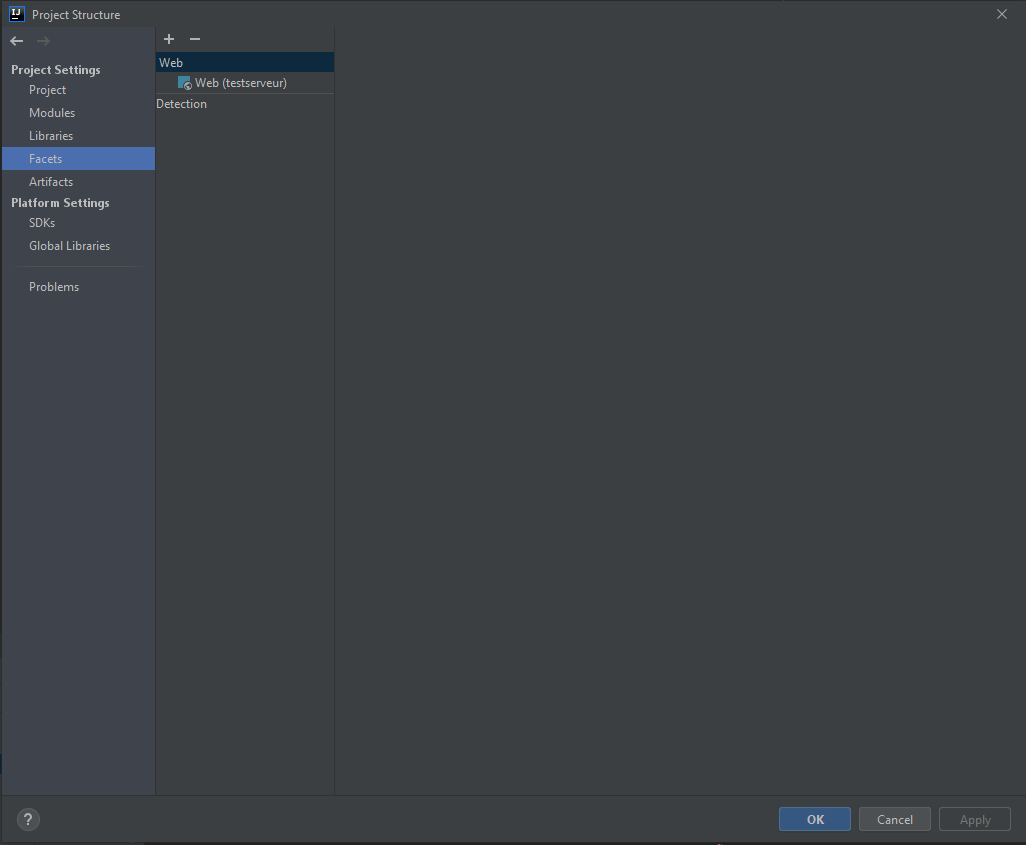 IJ Project Structure
Project Settings
Project
Modules
Libraries
Facets
Artifacts
Platform Settings
SDKs
Global Libraries
Problems
Web
Web (testserveur)
Detection
?
OK
Cancel
Apply